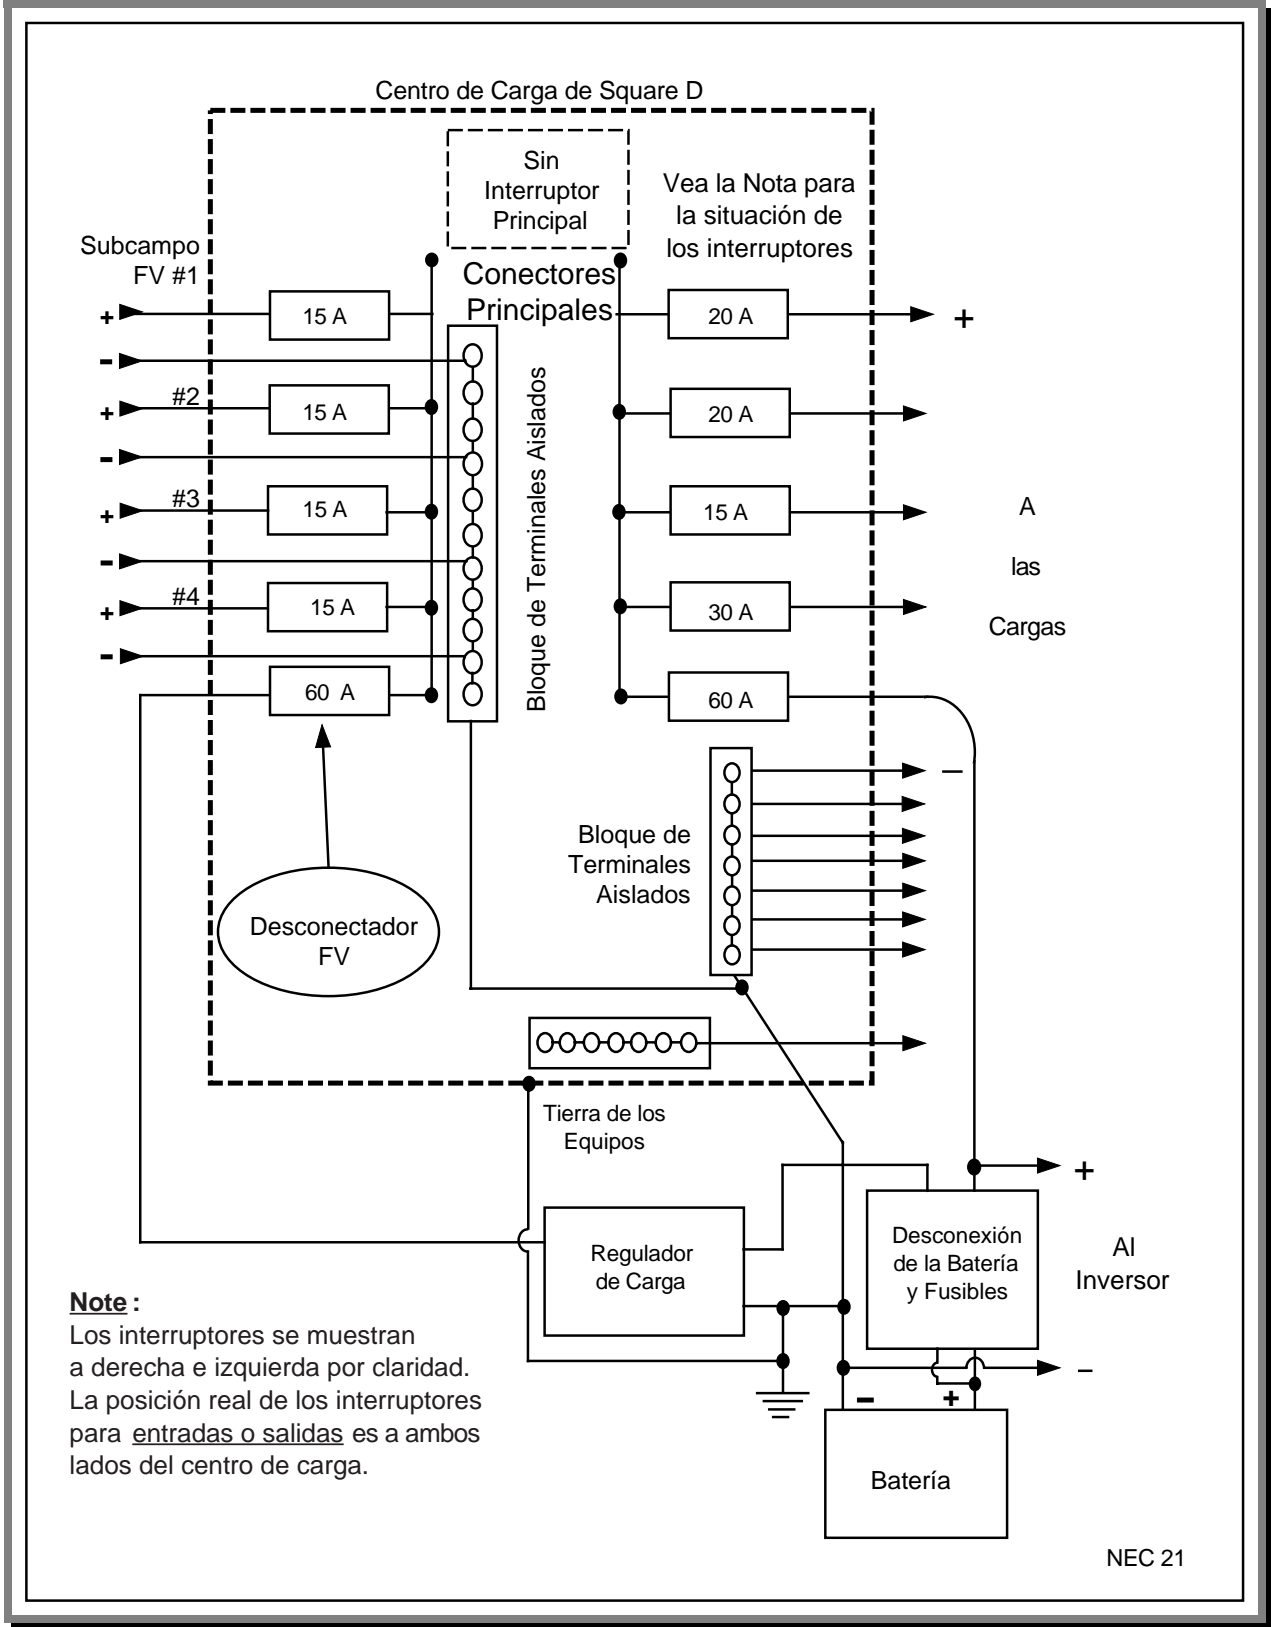 Centro de Carga de Square D
Sin
Interruptor
Principal
Vea la Nota para
la situación de
los interruptores
Subcampo
FV #1
Conectores
Principales
+
15 A
20 A
+
-
#2
+
15 A
20 A
-
#3
+
15 A
15 A
-
#4
+
15 A
30 A
-
60 A
60 A
Bloque de Terminales Aislados
A
las
Cargas
–
Bloque de
Terminales
Aislados
Desconectador
FV
Tierra de los
Equipos
+
Regulador
de Carga
Desconexión
de la Batería
y Fusibles
Al
Inversor
–
-
+
Batería
Note :
Los interruptores se muestran
a derecha e izquierda por claridad.
La posición real de los interruptores
para entradas o salidas es a ambos
lados del centro de carga.
NEC 21